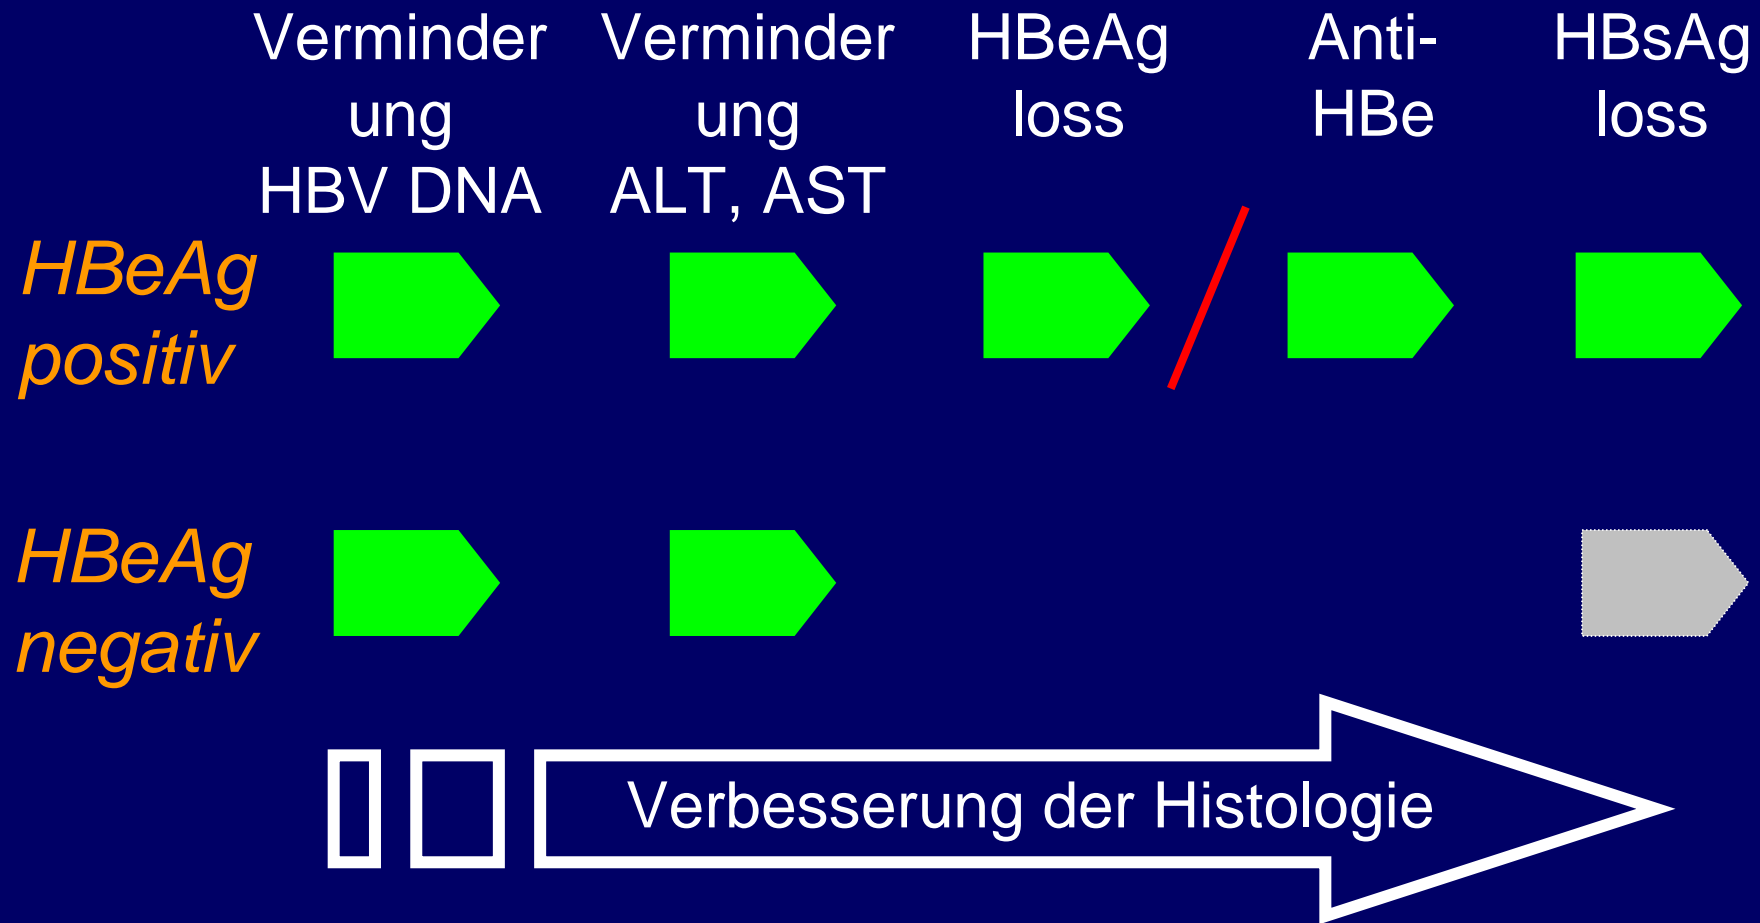 Verminder
ung
HBV DNA
Verminder
ung
ALT, AST
HBeAg
loss
Anti-
HBe
HBsAg
loss
HBeAg
positiv
HBeAg
negativ
Verbesserung der Histologie